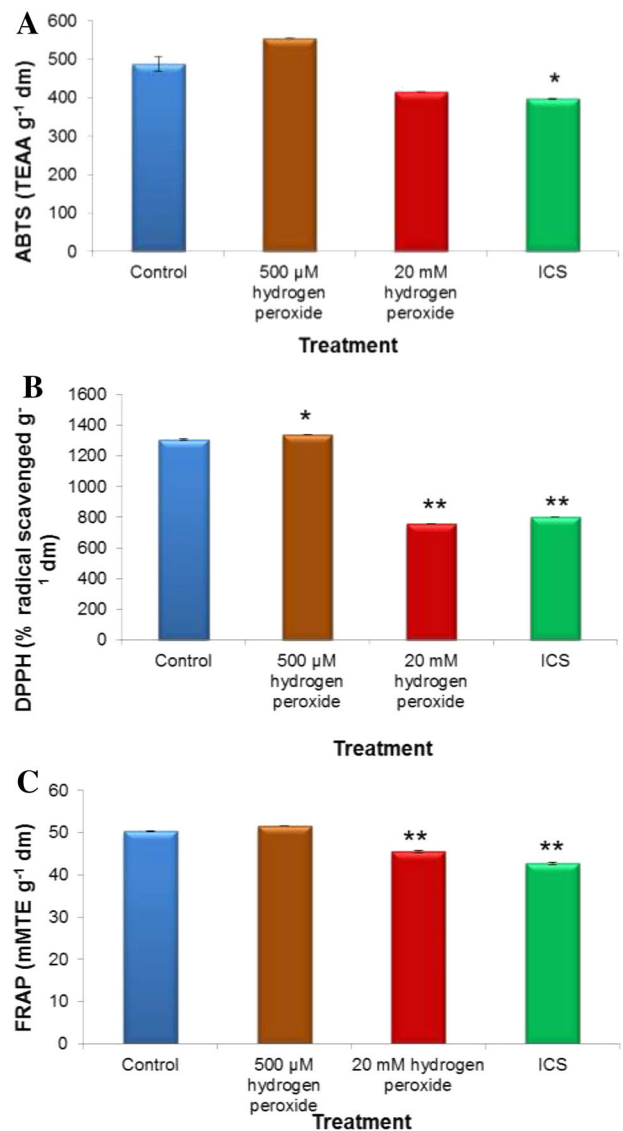 A
ABTS (TEAA g-1 dm)
600
500
400
300
200
100
0
*
Control
500 µM
hydrogen
peroxide
20 mM
hydrogen
peroxide
ICS
Treatment
B
DPPH (% radical scavenged g-
1 dm)
1600
1400
1200
1000
800
600
400
200
0
*
**
**
Control
500 µM
hydrogen
peroxide
20 mM
hydrogen
peroxide
ICS
Treatment
C
FRAP (mMTE g-1 dm)
60
50
40
30
20
10
0
**
**
Control
500 µM
hydrogen
peroxide
20 mM hydrogen
peroxide
ICS
Treatment